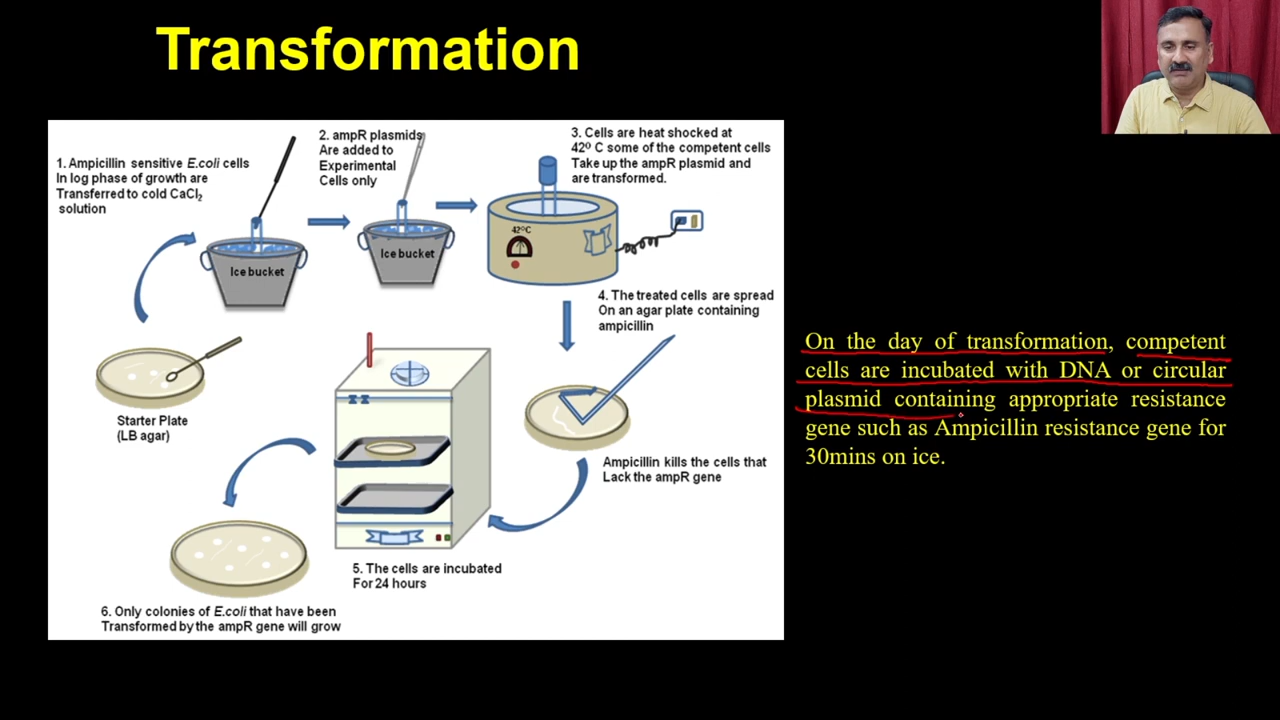 Transformation
1. Ampicillin sensitive E.coli cells
In log phase of growth are
Transferred to cold CaCl₂
solution
2. ampR plasmids
Are added to
Experimental
Cells only
3. Cells are heat shocked at
42⁰ C some of the competent cells
Take up the ampR plasmid and
are transformed.
Ice bucket
Ice bucket
42⁰C
4. The treated cells are spread
On an agar plate containing
ampicillin
Starter Plate
(LB agar)
Ampicillin kills the cells that
Lack the ampR gene
5. The cells are incubated
For 24 hours
6. Only colonies of E.coli that have been
Transformed by the ampR gene will grow
On the day of transformation, competent
cells are incubated with DNA or circular
plasmid containing appropriate resistance
gene such as Ampicillin resistance gene for
30mins on ice.